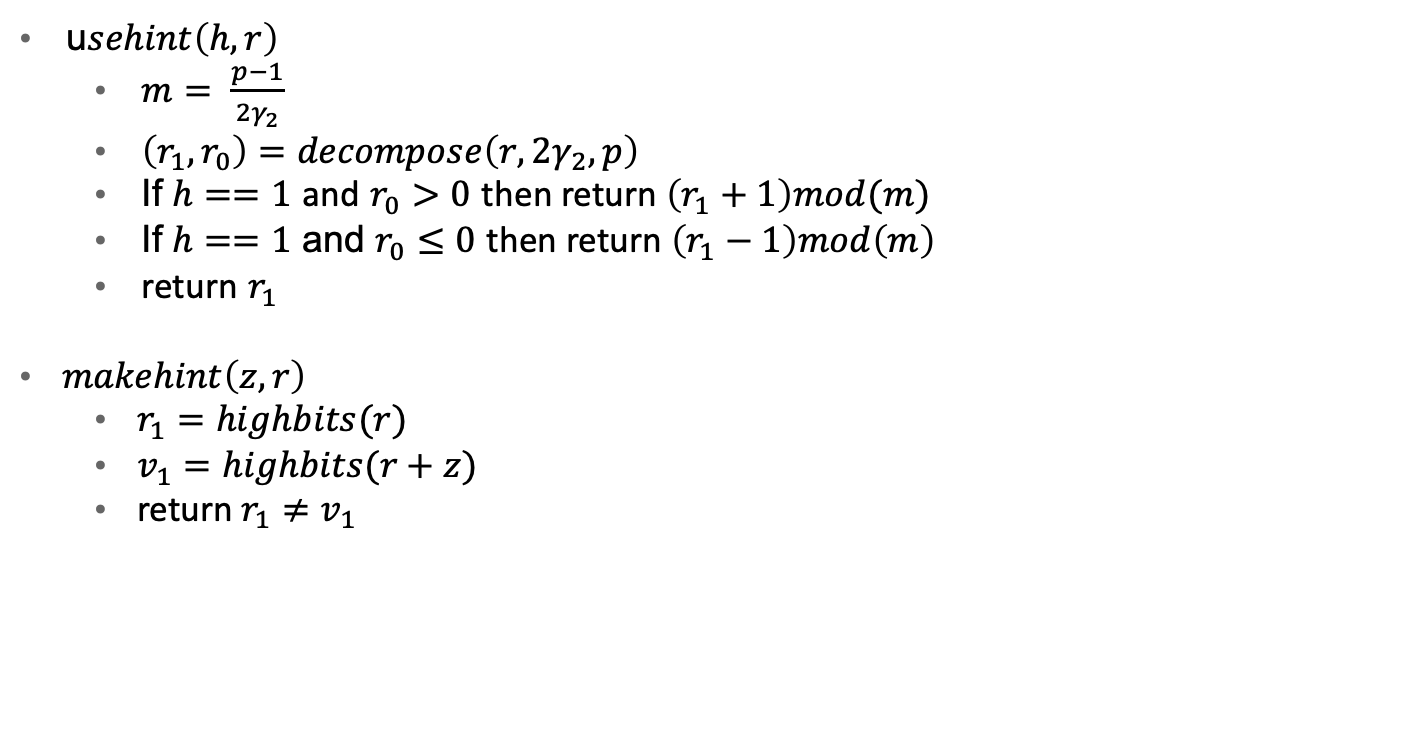 • usehint(h, r)
• m = \frac{p-1}{2γ₂}
• (r₁, r₀) = decompose(r, 2γ₂, p)
• If h == 1 and r₀ > 0 then return (r₁ + 1)mod(m)
• If h == 1 and r₀ ≤ 0 then return (r₁ − 1)mod(m)
• return r₁
• makehint(z, r)
• r₁ = highbits(r)
• v₁ = highbits(r + z)
• return r₁ ≠ v₁